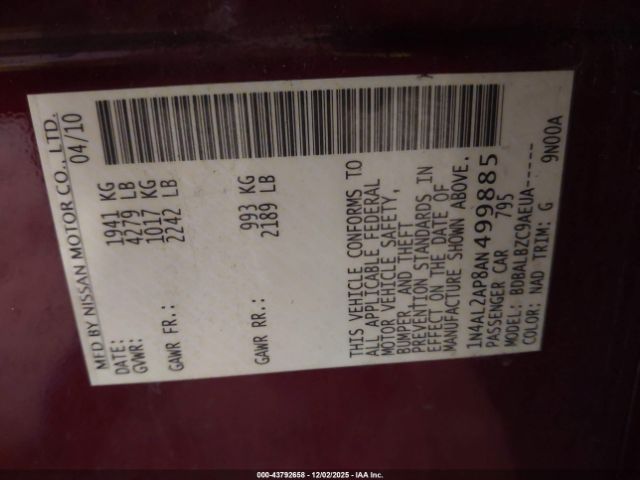 MFD BY NISSAN MOTOR CO., LTD.
DATE: 04/10
GVWR: 1941 KG
4279 LB
GAWR FR.: 1017 KG
2242 LB
GAWR RR.: 993 KG
2189 LB
THIS VEHICLE CONFORMS TO
ALL APPLICABLE FEDERAL
MOTOR VEHICLE SAFETY,
BUMPER, AND THEFT
PREVENTION STANDARDS IN
EFFECT ON THE DATE OF
MANUFACTURE SHOWN ABOVE.
1N4AL2AP8AN499885
PASSENGER CAR 795
MODEL: BDBALBZC9AEUA-----
COLOR: NAD TRIM: G 9N00A
000-43792658 - 12/02/2025 - IAA Inc.